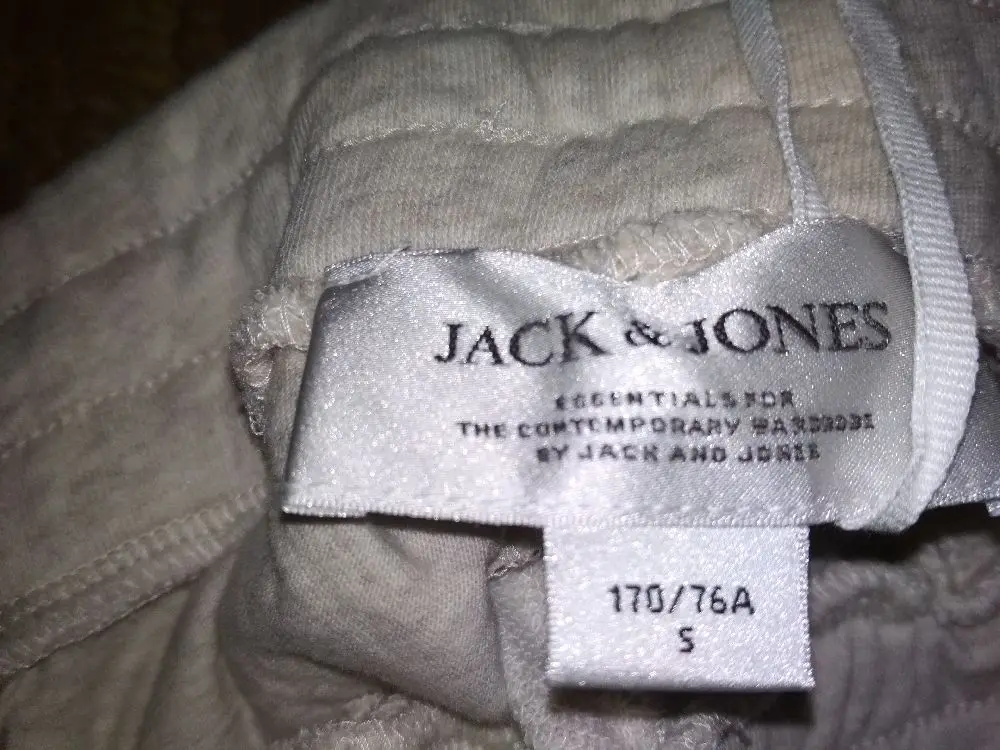 JACK & JONES
ESSENTIALS FOR
THE CONTEMPORARY WARDROBE
BY JACK AND JONES
170/76A
S